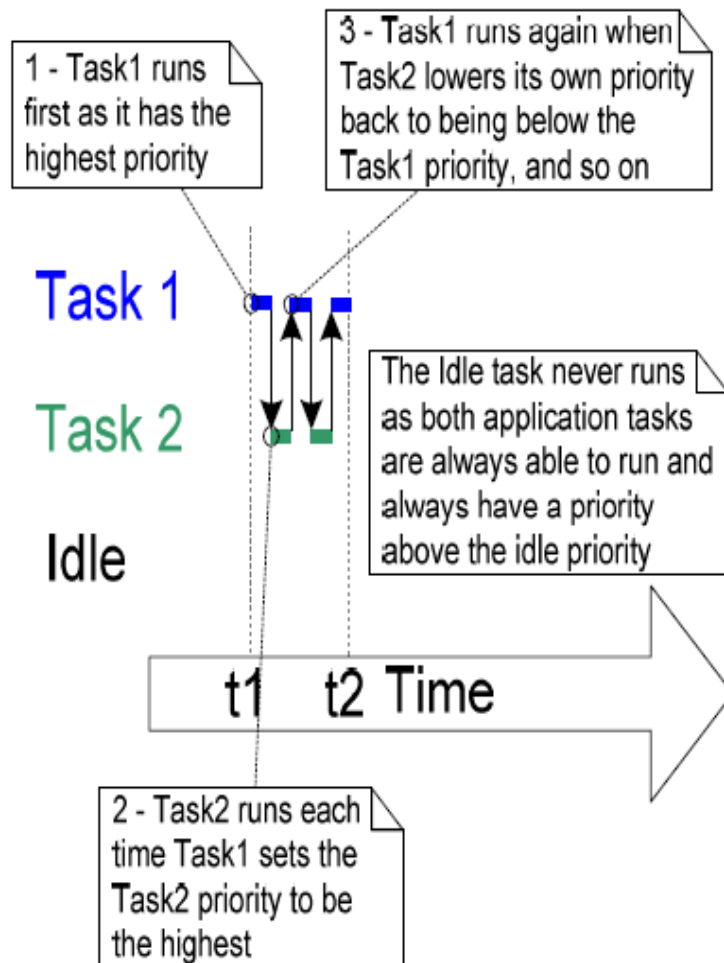 1 - Task1 runs
first as it has the
highest priority
3 - Task1 runs again when
Task2 lowers its own priority
back to being below the
Task1 priority, and so on
Task 1
Task 2
The Idle task never runs
as both application tasks
are always able to run and
always have a priority
above the idle priority
Idle
t1 t2 Time
2 - Task2 runs each
time Task1 sets the
Task2 priority to be
the highest